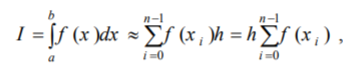 I = ∫_a^b f(x)dx ≈ ∑_{i=0}^{n-1} f(x_i)h = h∑_{i=0}^{n-1} f(x_i) ,